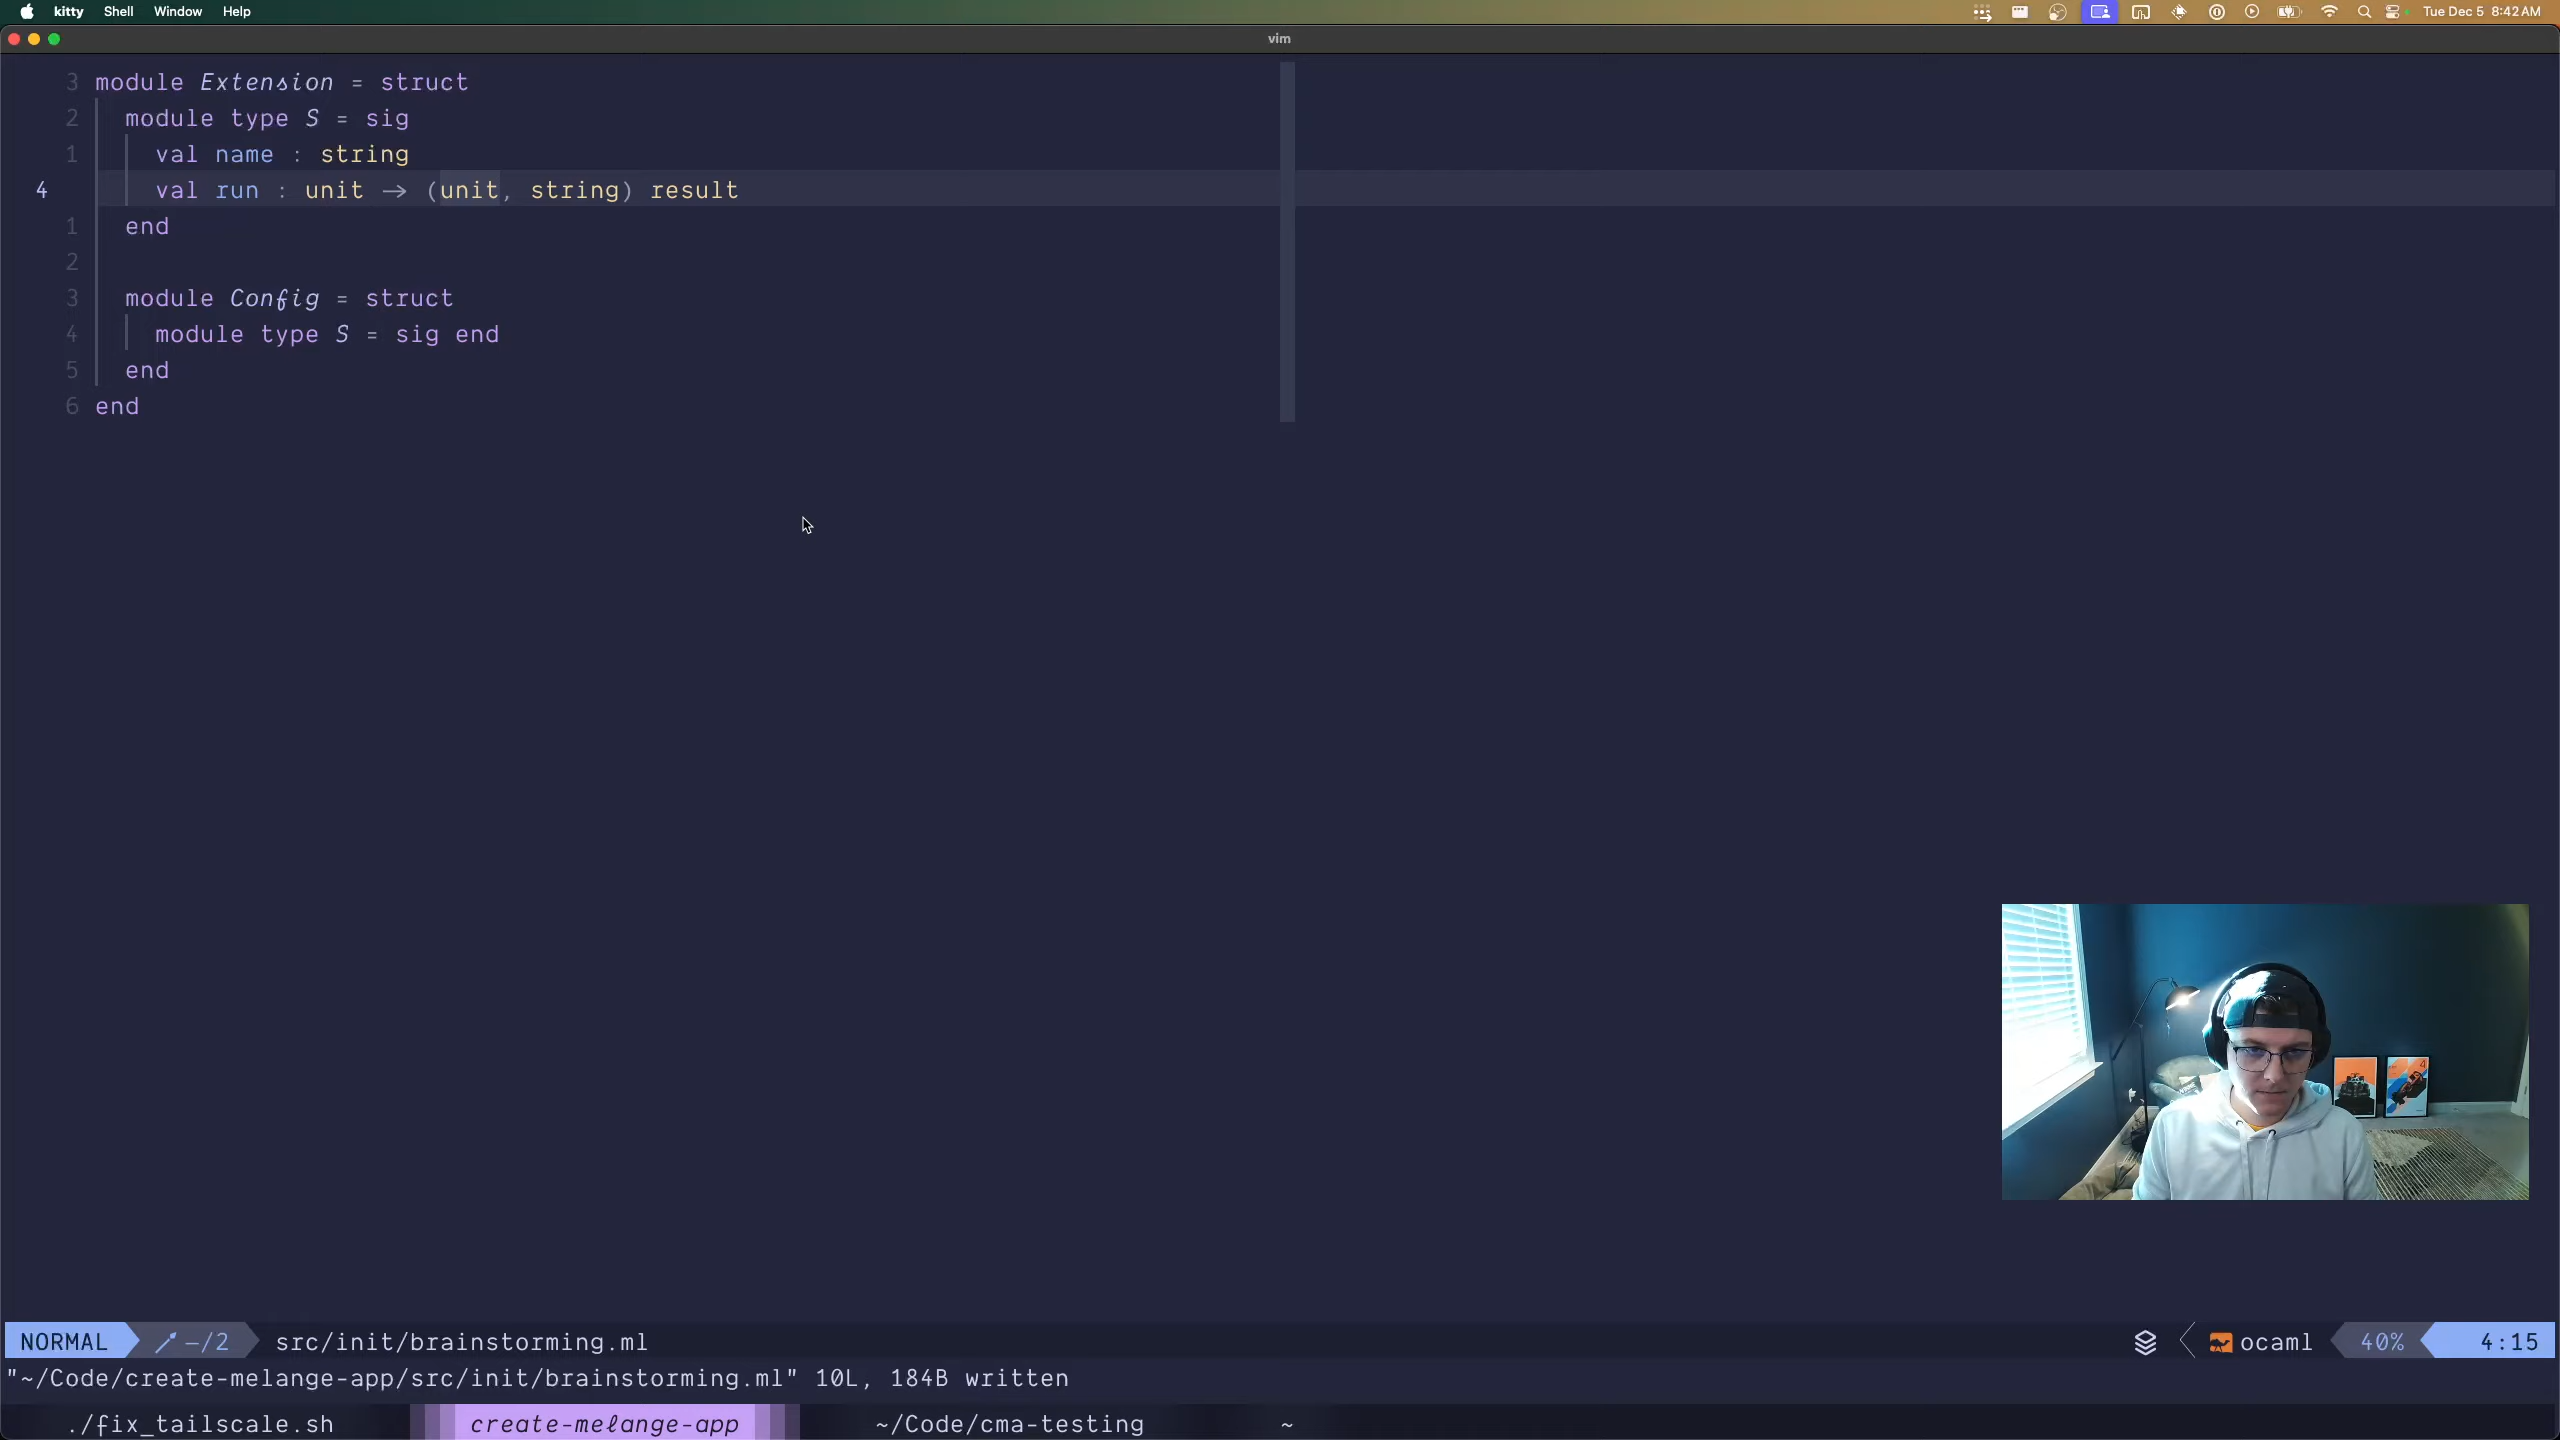 kitty Shell Window Help Tue Dec 5 8:42 AM
vim
3 module Extension = struct
2 module type S = sig
1 val name : string
4 val run : unit → (unit, string) result
1 end
2
3 module Config = struct
4 module type S = sig end
5 end
6 end
NORMAL –/2 src/init/brainstorming.ml ocaml 40% 4:15
"~/Code/create-melange-app/src/init/brainstorming.ml" 10L, 184B written
./fix_tailscale.sh create-melange-app ~/Code/cma-testing ~